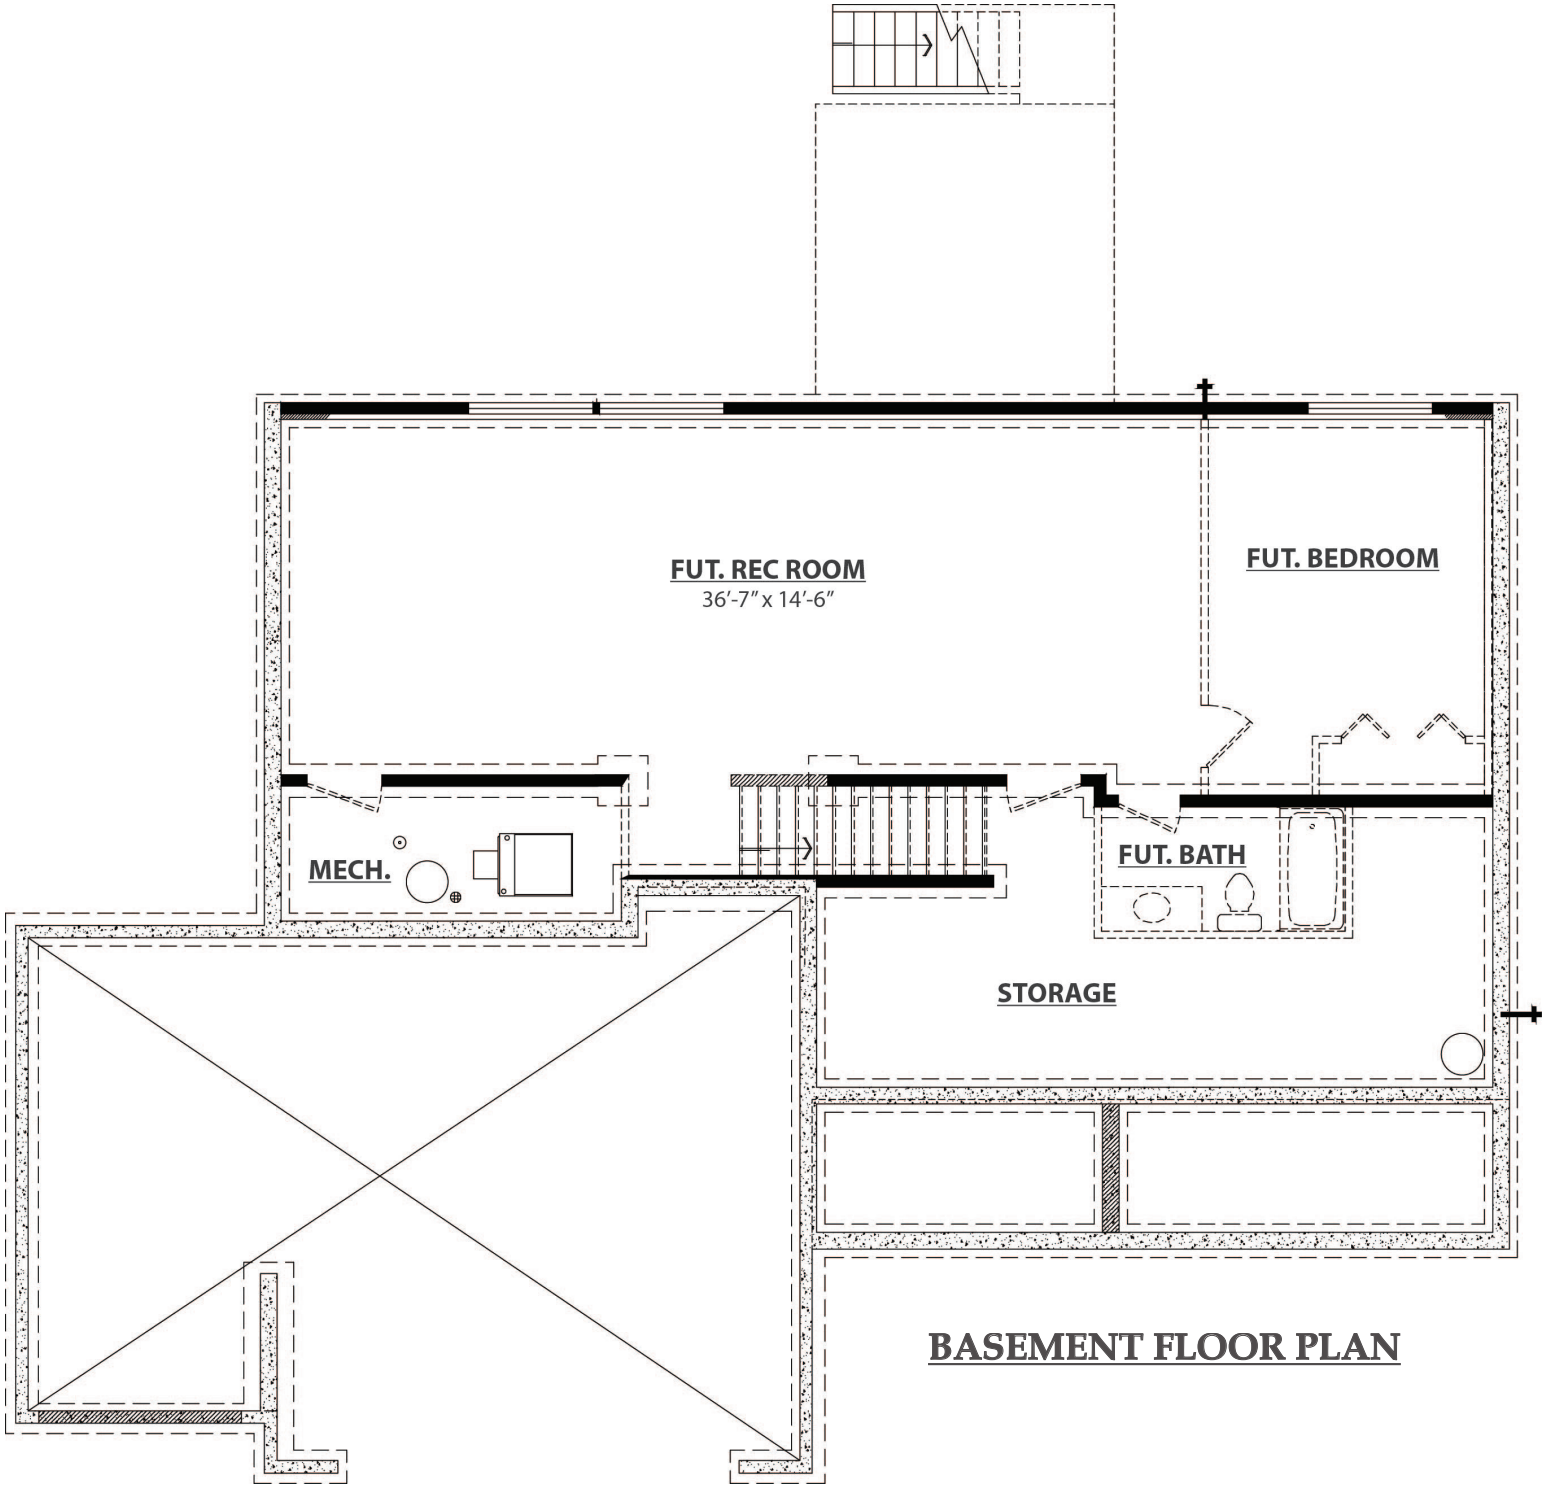 FUT. REC ROOM
36'-7" x 14'-6"
FUT. BEDROOM
MECH.
FUT. BATH
STORAGE
BASEMENT FLOOR PLAN